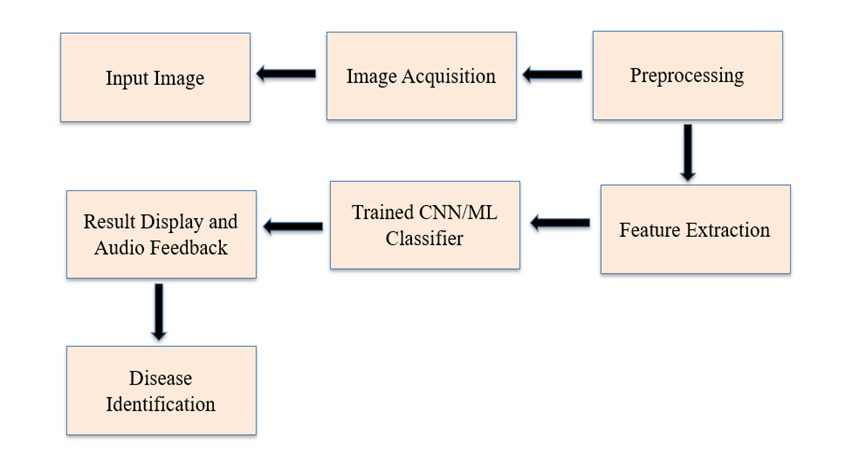 Input Image
Image Acquisition
Preprocessing
Result Display and
Audio Feedback
Trained CNN/ML
Classifier
Feature Extraction
Disease
Identification